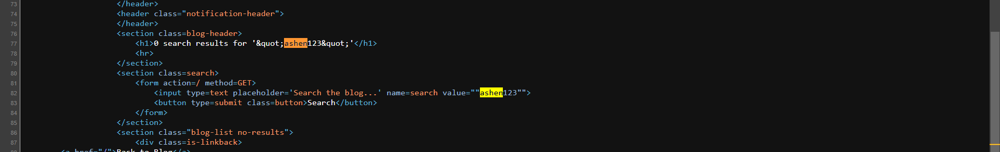 73 </header>
74 <header class="notification-header">
75 </header>
76 <section class=blog-header>
77 <h1>0 search results for '&quot;ashen123&quot;'</h1>
78 <hr>
79 </section>
80 <section class=search>
81 <form action=/ method=GET>
82 <input type=text placeholder='Search the blog...' name=search value=""ashen123"">
83 <button type=submit class=button>Search</button>
84 </form>
85 </section>
86 <section class="blog-list no-results">
87 <div class=is-linkback>
88 <a href="/">Back to Blog</a>